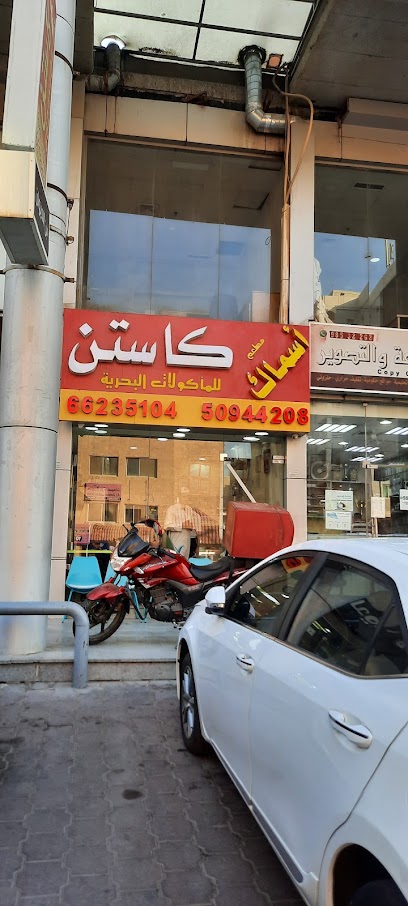 مطعم
أسماك
كاستن
للمأكولات البحرية
66235104 50944208
والتصوير
Copy